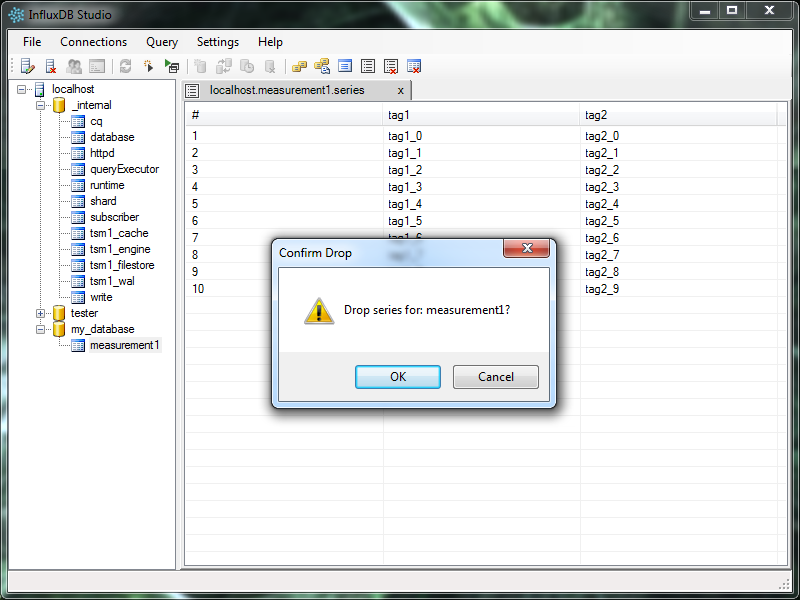 InfluxDB Studio
File Connections Query Settings Help
localhost
_internal
cq
database
httpd
queryExecutor
runtime
shard
subscriber
tsm1_cache
tsm1_engine
tsm1_filestore
tsm1_wal
write
tester
my_database
measurement1
localhost.measurement1.series x
# tag1 tag2
1 tag1_0 tag2_0
2 tag1_1 tag2_1
3 tag1_2 tag2_2
4 tag1_3 tag2_3
5 tag1_4 tag2_4
6 tag1_5 tag2_5
7 tag1_6 tag2_6
8 tag2_7
9 tag2_8
10 tag2_9
Confirm Drop
Drop series for: measurement1?
OK Cancel